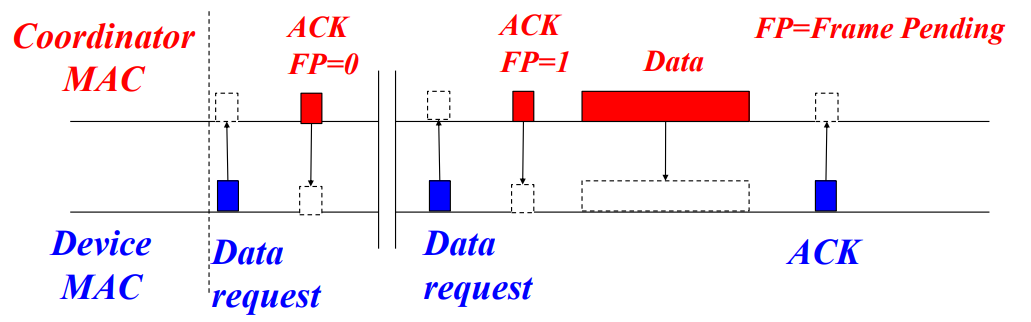 Coordinator
MAC
ACK
FP=0
ACK
FP=1
Data
FP=Frame Pending
Device
MAC
Data
request
Data
request
ACK